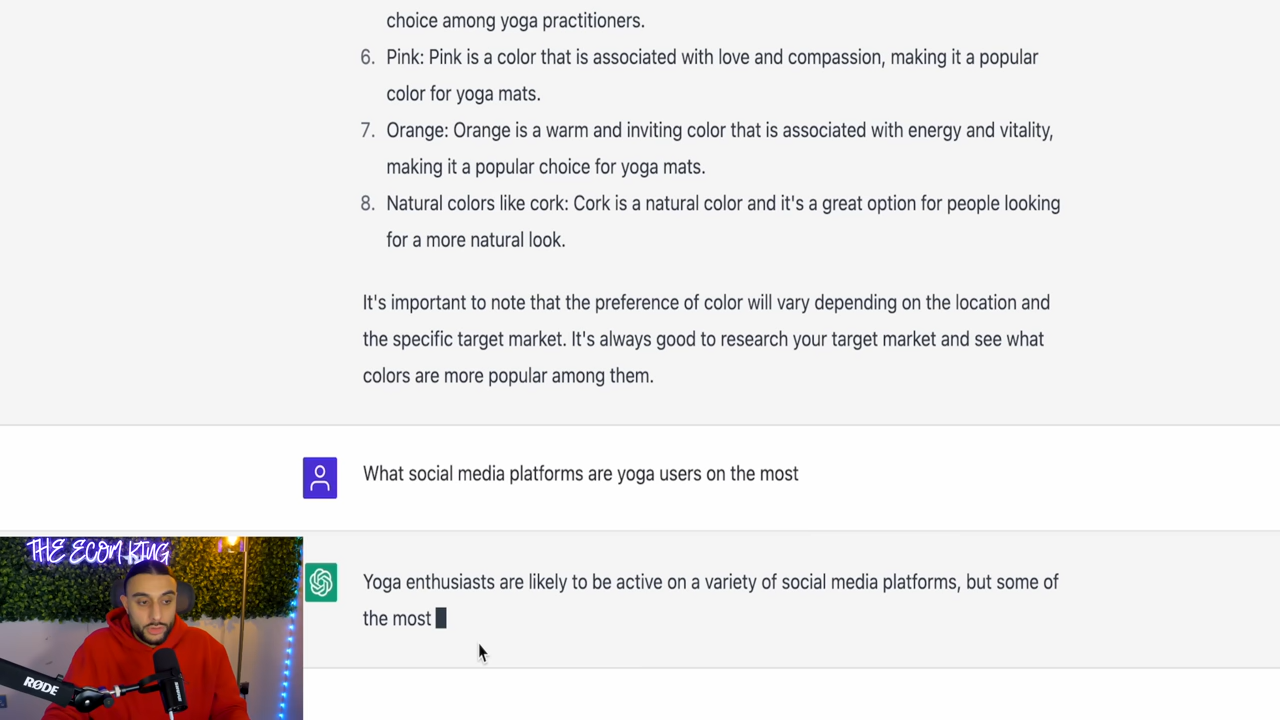 choice among yoga practitioners.
6. Pink: Pink is a color that is associated with love and compassion, making it a popular
color for yoga mats.
7. Orange: Orange is a warm and inviting color that is associated with energy and vitality,
making it a popular choice for yoga mats.
8. Natural colors like cork: Cork is a natural color and it's a great option for people looking
for a more natural look.
It's important to note that the preference of color will vary depending on the location and
the specific target market. It's always good to research your target market and see what
colors are more popular among them.
What social media platforms are yoga users on the most
Yoga enthusiasts are likely to be active on a variety of social media platforms, but some of
the most
THE ECOM KING
RØDE